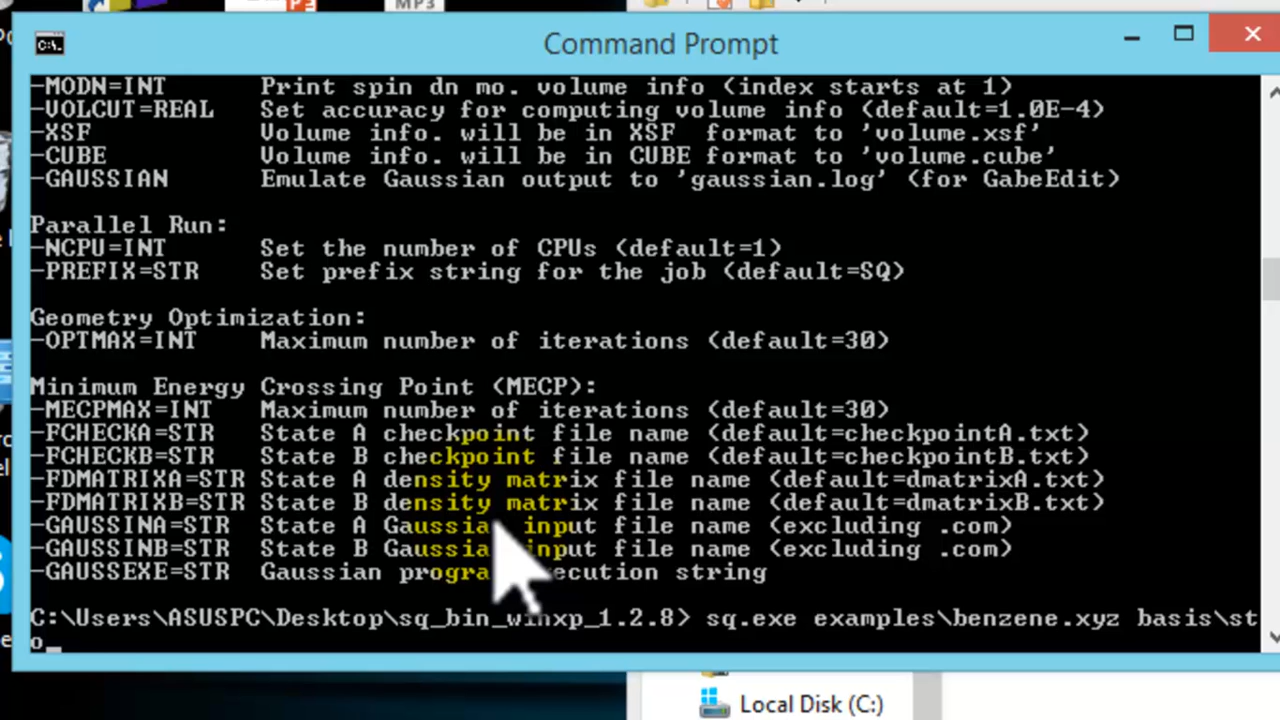 MP3
Command Prompt
-MODN=INT Print spin dn mo. volume info (index starts at 1)
-VOLCUT=REAL Set accuracy for computing volume info (default=1.0E-4)
-XSF Volume info. will be in XSF format to 'volume.xsf'
-CUBE Volume info. will be in CUBE format to 'volume.cube'
-GAUSSIAN Emulate Gaussian output to 'gaussian.log' (for GabeEdit)
Parallel Run:
-NCPU=INT Set the number of CPUs (default=1)
-PREFIX=STR Set prefix string for the job (default=SQ)
Geometry Optimization:
-OPTMAX=INT Maximum number of iterations (default=30)
Minimum Energy Crossing Point (MECP):
-MECPMAX=INT Maximum number of iterations (default=30)
-FCHECKA=STR State A checkpoint file name (default=checkpointA.txt)
-FCHECKB=STR State B checkpoint file name (default=checkpointB.txt)
-FDMATRIXA=STR State A density matrix file name (default=dmatrixA.txt)
-FDMATRIXB=STR State B density matrix file name (default=dmatrixB.txt)
-GAUSSINA=STR State A Gaussian input file name (excluding .com)
-GAUSSINB=STR State B Gaussian input file name (excluding .com)
-GAUSSEXE=STR Gaussian program execution string
C:\Users\ASUSPC\Desktop\sq_bin_winxp_1.2.8> sq.exe examples\benzene.xyz basis\st
o_
Local Disk (C:)